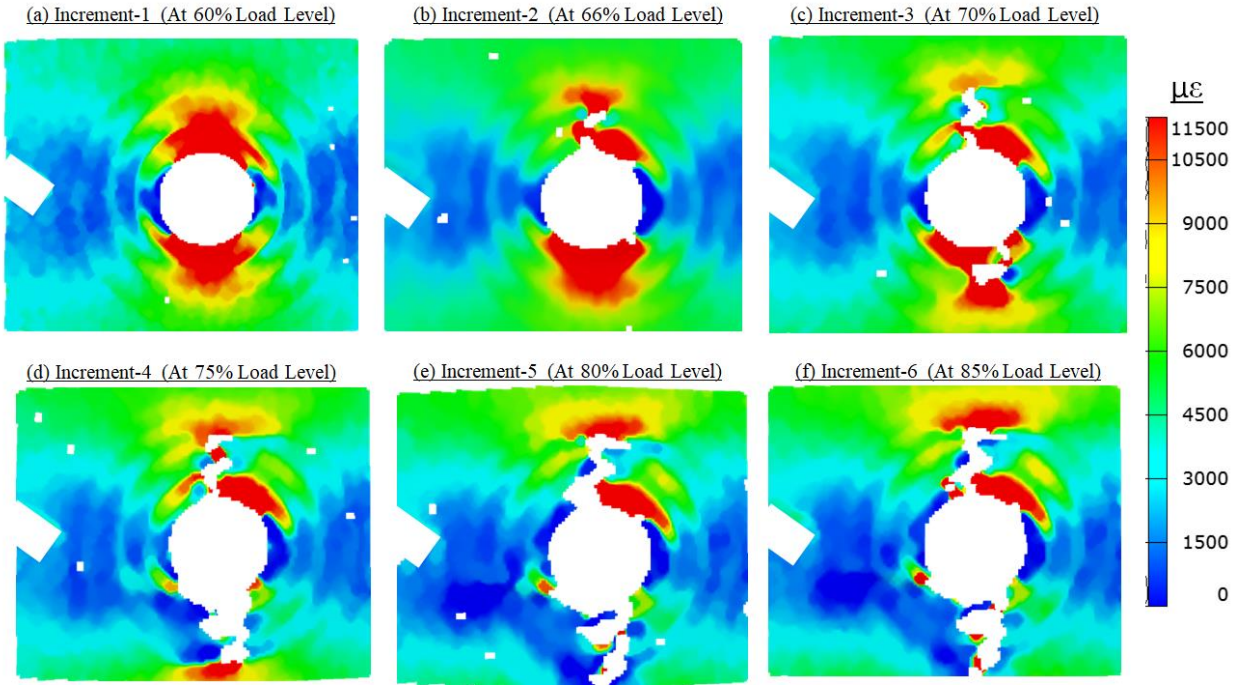 (a) Increment-1 (At 60% Load Level)
(b) Increment-2 (At 66% Load Level)
(c) Increment-3 (At 70% Load Level)
με
11500
10500
9000
7500
6000
4500
3000
1500
0
(d) Increment-4 (At 75% Load Level)
(e) Increment-5 (At 80% Load Level)
(f) Increment-6 (At 85% Load Level)